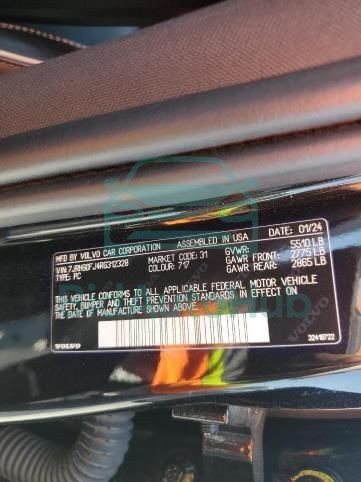 MFD. BY VOLVO CAR CORPORATION ASSEMBLED IN USA DATE: 01/24
VIN: 7JRH60FJ4RG312328 MARKET CODE: 31 GVWR: 5510 LB
TYPE: PC COLOUR: 717 GAWR FRONT: 2775 LB
GAWR REAR: 2865 LB
THIS VEHICLE CONFORMS TO ALL APPLICABLE FEDERAL MOTOR VEHICLE
SAFETY, BUMPER AND THEFT PREVENTION STANDARDS IN EFFECT ON THE
DATE OF MANUFACTURE SHOWN ABOVE.
VOLVO 32418722
VOLVO